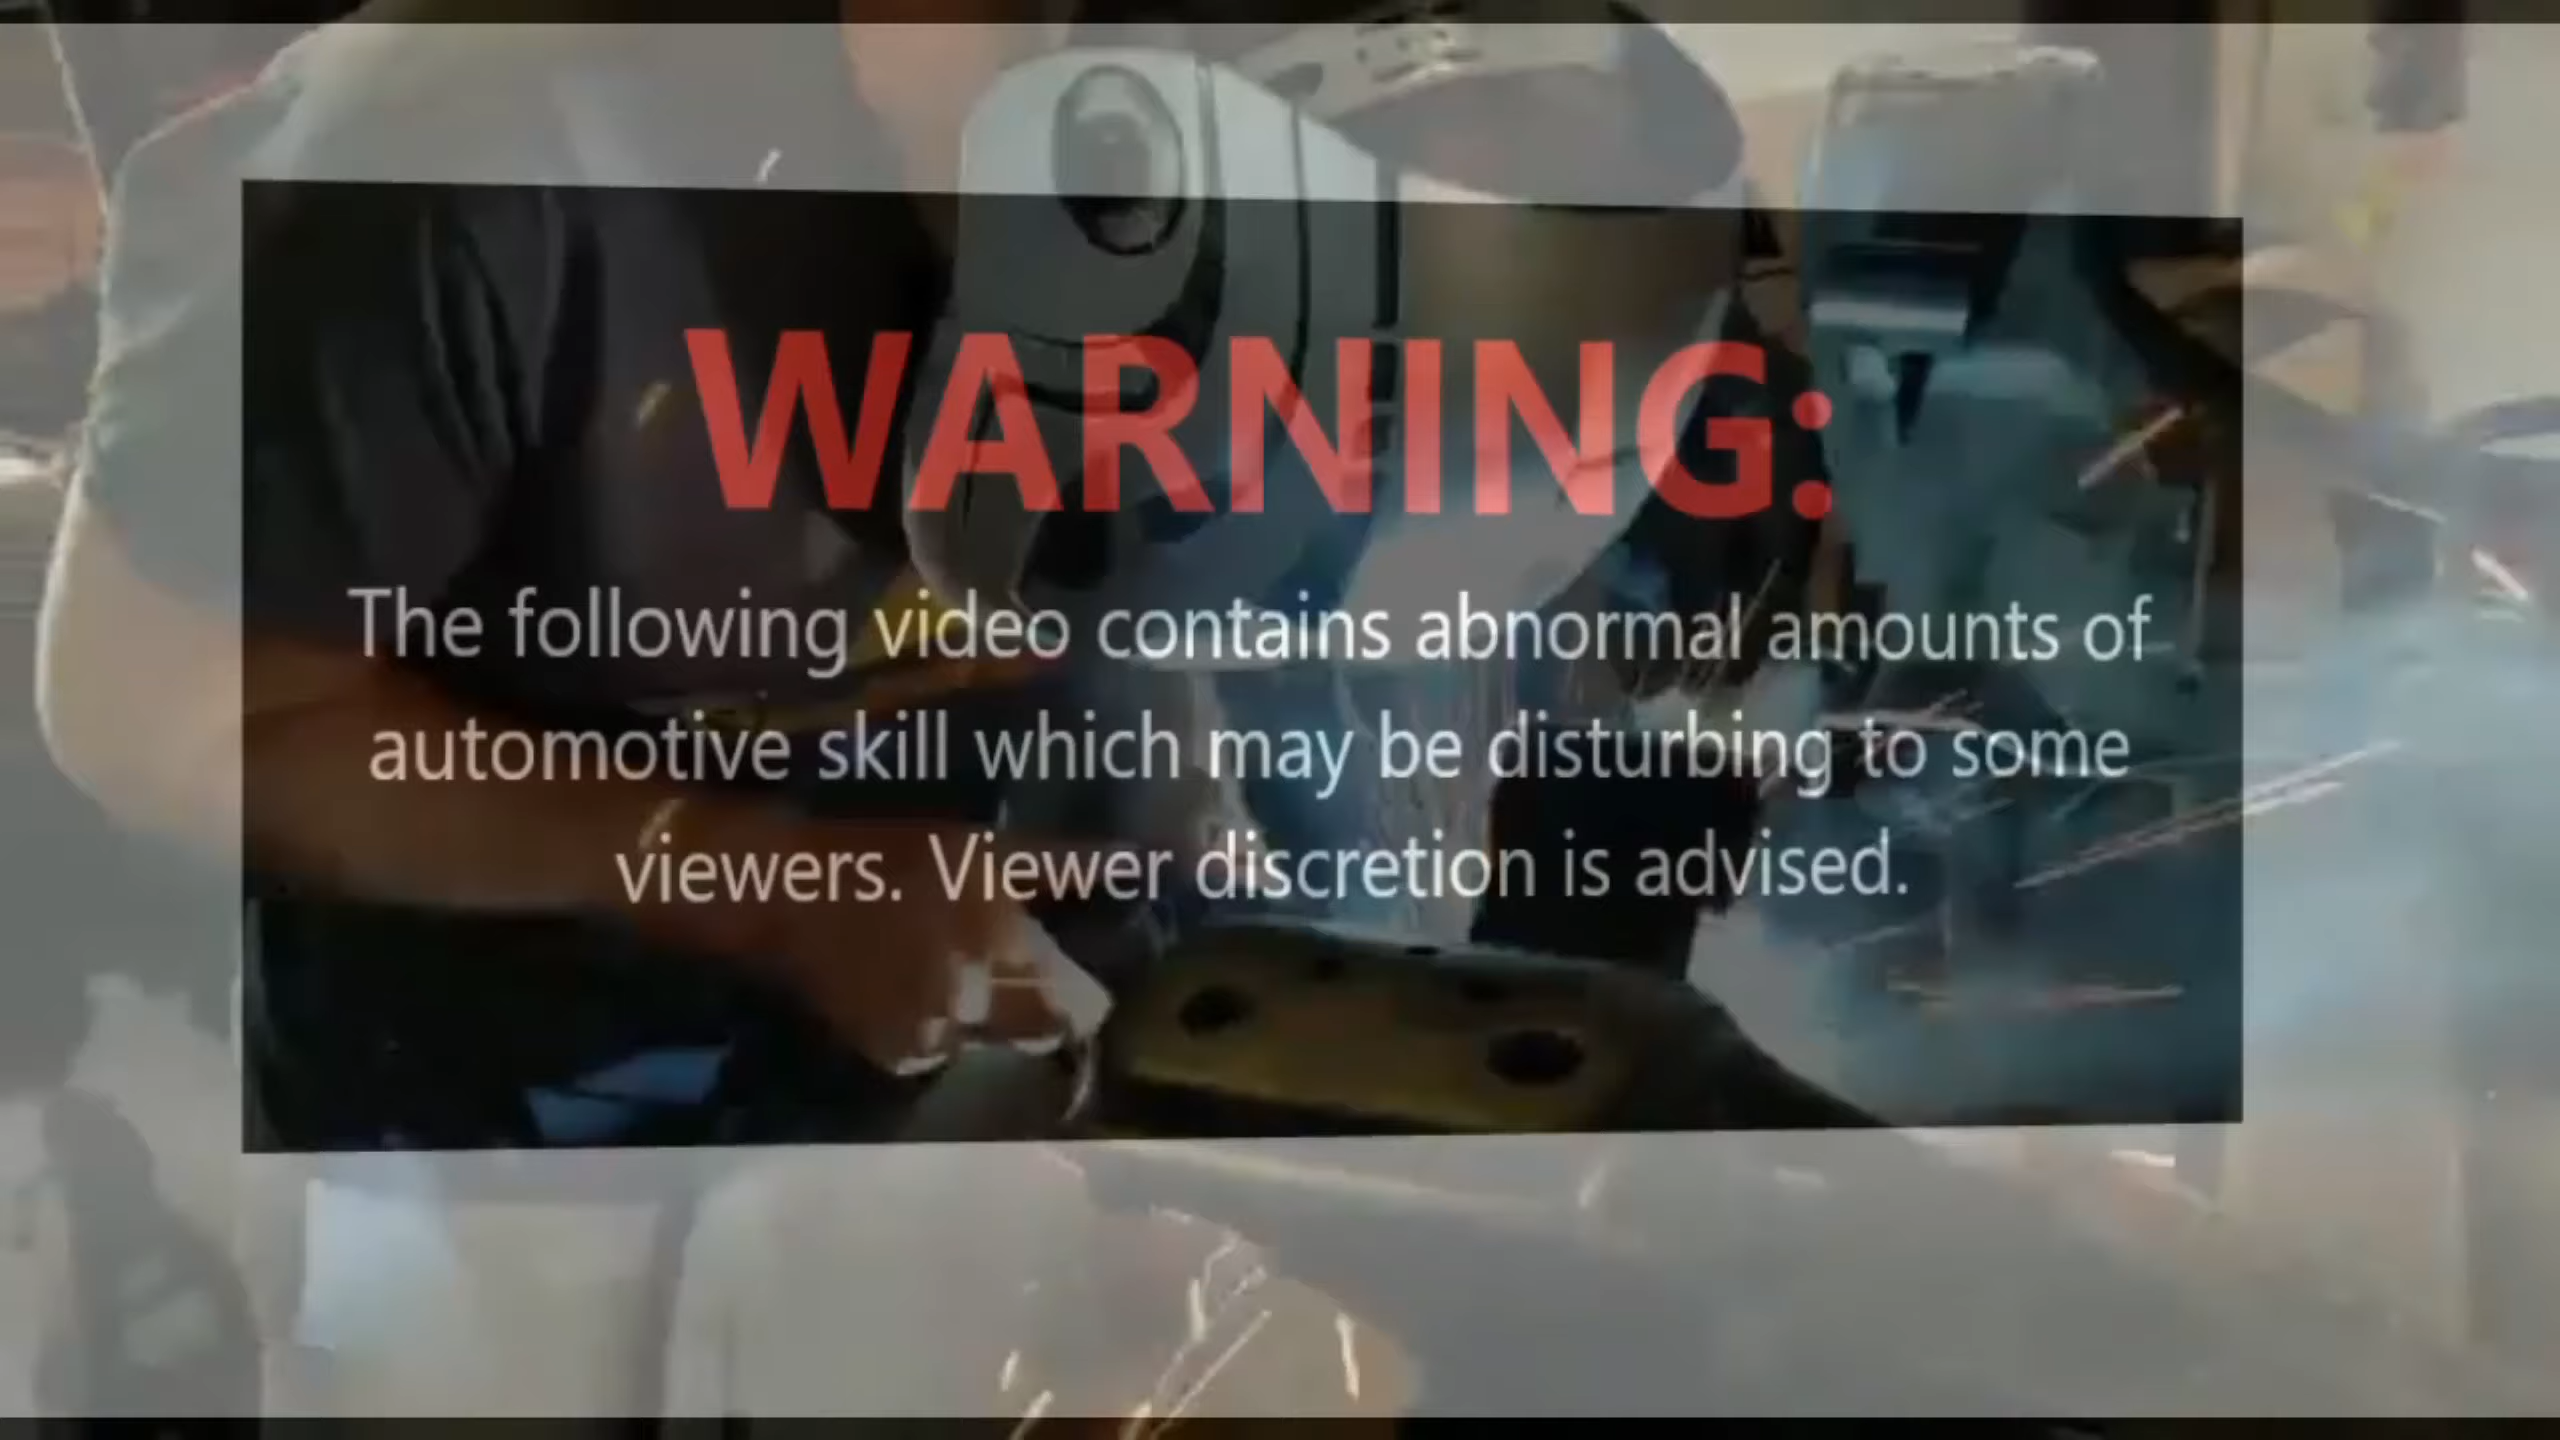 WARNING:
The following video contains abnormal amounts of
automotive skill which may be disturbing to some
viewers. Viewer discretion is advised.